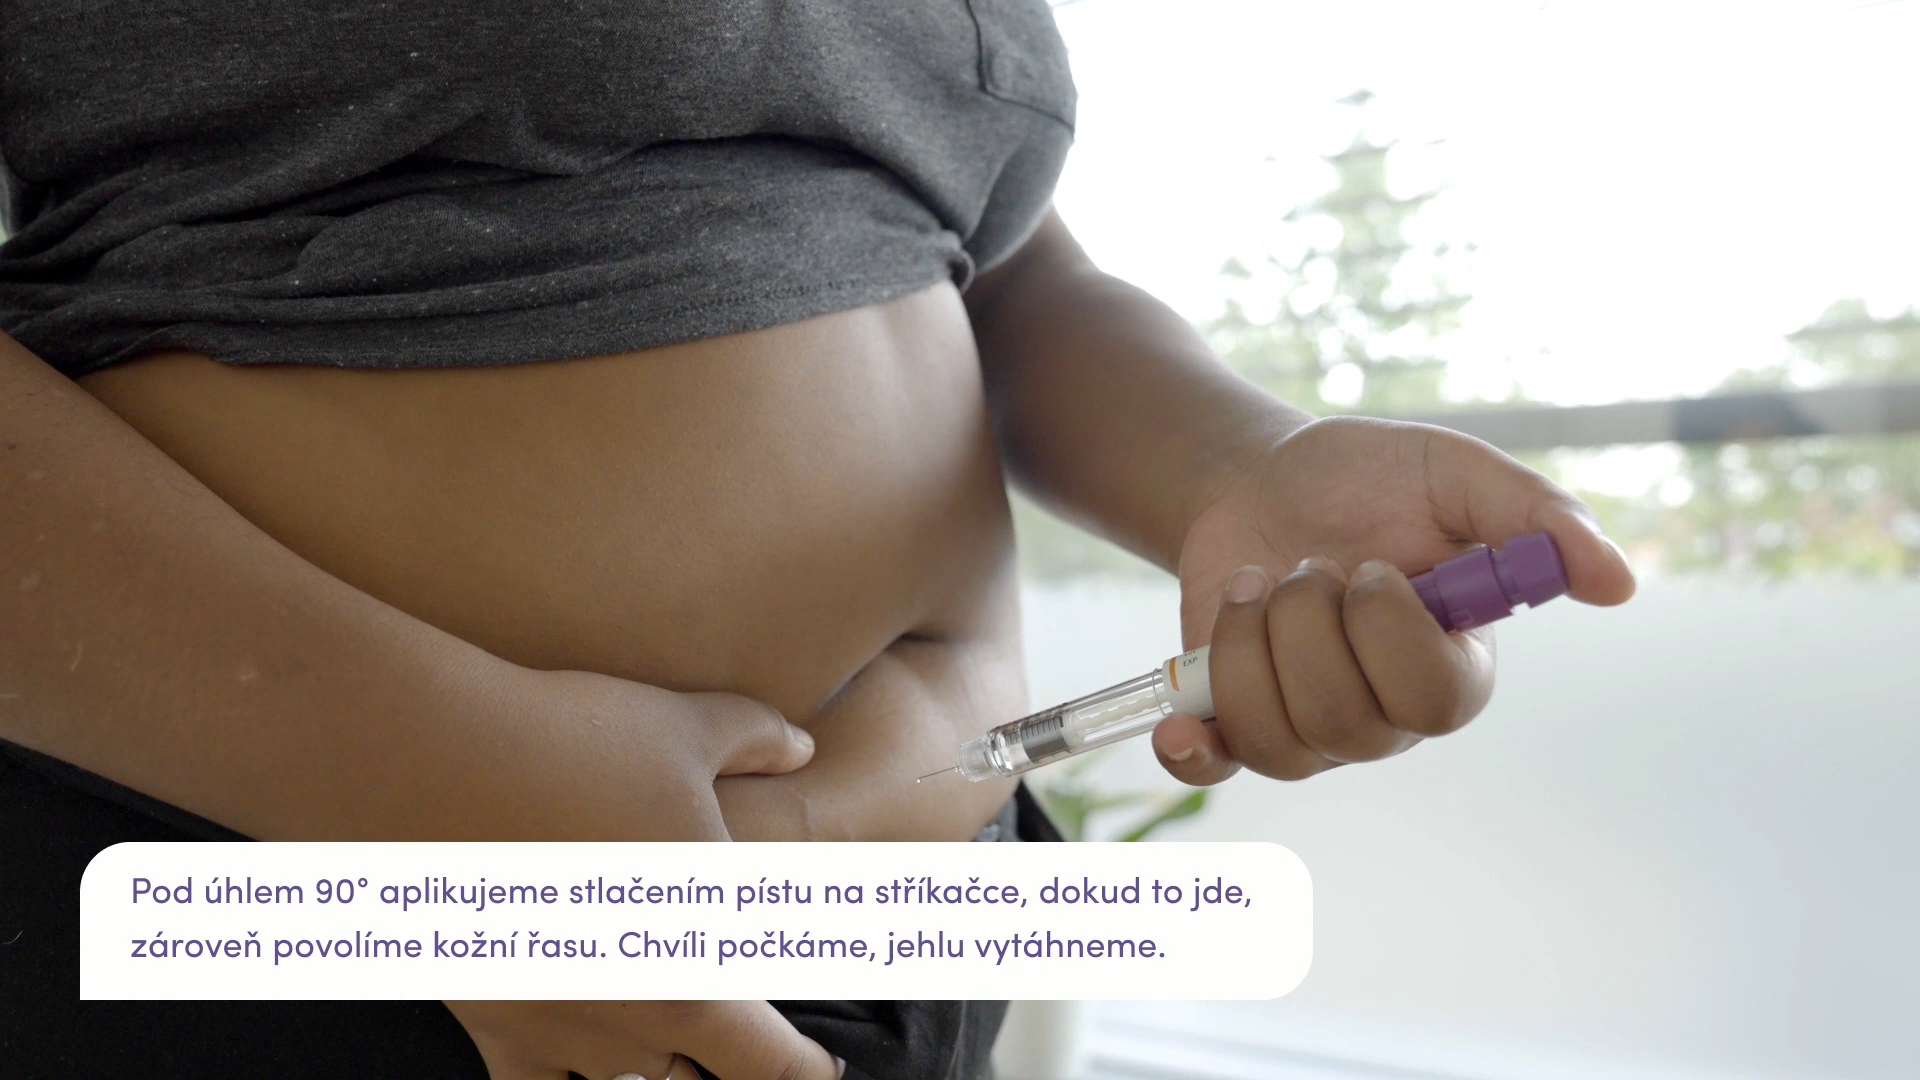 EXP
Pod úhlem 90° aplikujeme stlačením pístu na stříkačce, dokud to jde,
zároveň povolíme kožní řasu. Chvíli počkáme, jehlu vytáhneme.